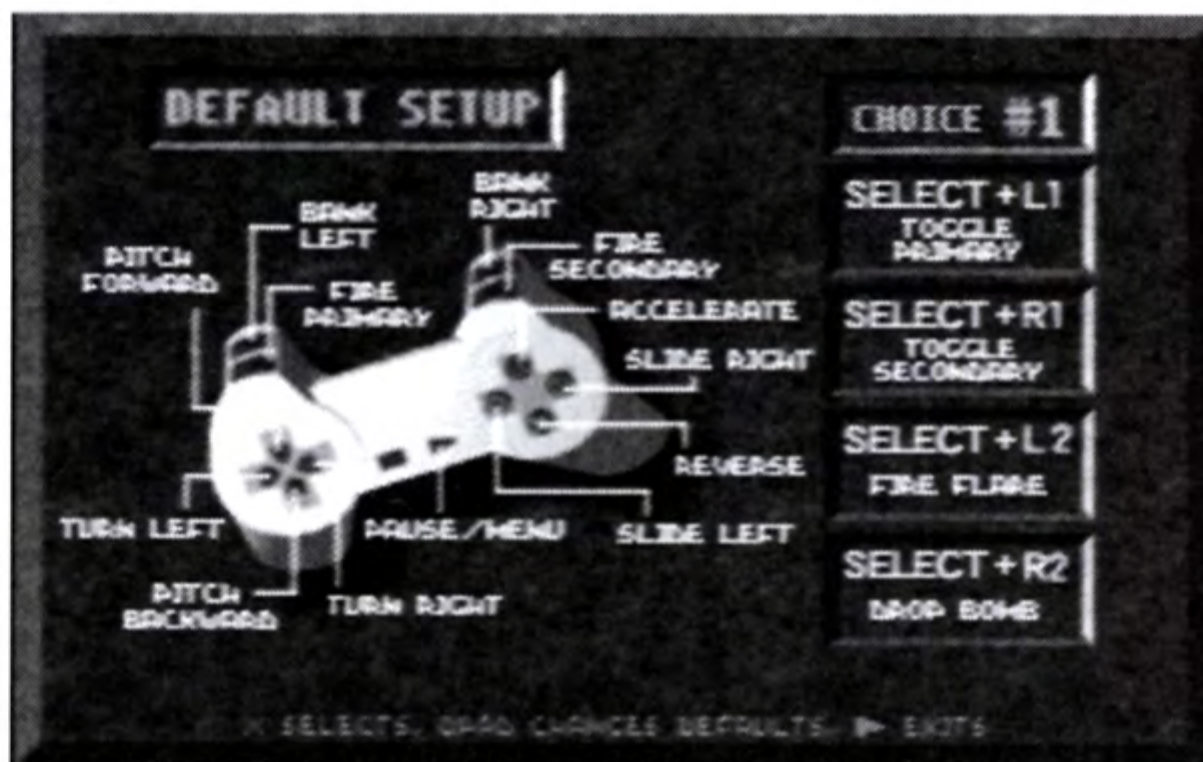 DEFAULT SETUP
CHOICE #1
BANK
RIGHT
BANK
LEFT
FIRE
SECONDARY
PITCH
FORWARD
FIRE
PRIMARY
ACCELERATE
SLIDE RIGHT
REVERSE
TURN LEFT
PAUSE/MENU
SLIDE LEFT
PITCH
BACKWARD
TURN RIGHT
SELECT+L1
TOGGLE
PRIMARY
SELECT+R1
TOGGLE
SECONDARY
SELECT+L2
FIRE FLARE
SELECT+R2
DROP BOMB
X SELECTS, DPAD CHANGES DEFAULTS, ▶ EXITS